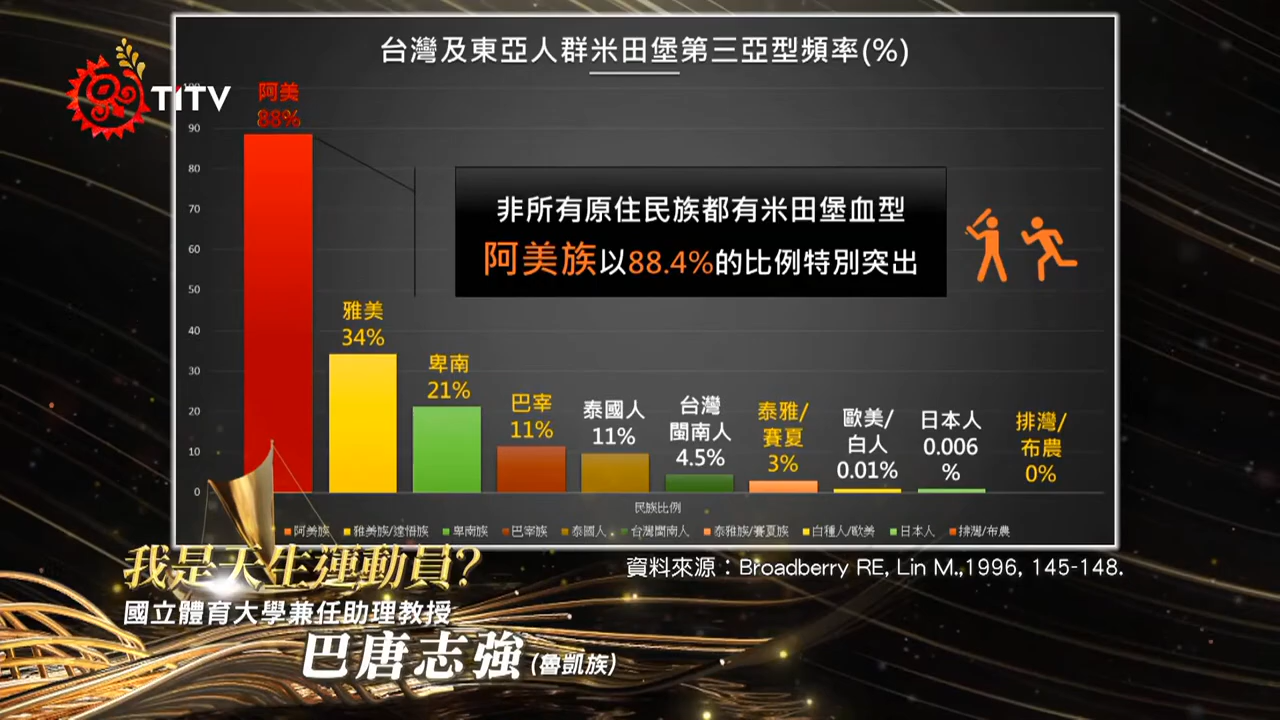 台灣及東亞人群米田堡第三亞型頻率(%)
TITV
阿美
88%
90
80
70
60
50
40
30
20
10
0
非所有原住民族都有米田堡血型
阿美族以88.4%的比例特別突出
雅美
34%
卑南
21%
巴宰
11%
泰國人
11%
台灣
閩南人
4.5%
泰雅/
賽夏
3%
歐美/
白人
0.01%
日本人
0.006
%
排灣/
布農
0%
民族比例
阿美族 雅美族/達悟族 卑南族 巴宰族 泰國人 台灣閩南人 泰雅族/賽夏族 白種人/歐美 日本人 排灣/布農
資料來源：Broadberry RE, Lin M.,1996, 145-148.
我是天生運動員?
國立體育大學兼任助理教授
巴唐志強(魯凱族)